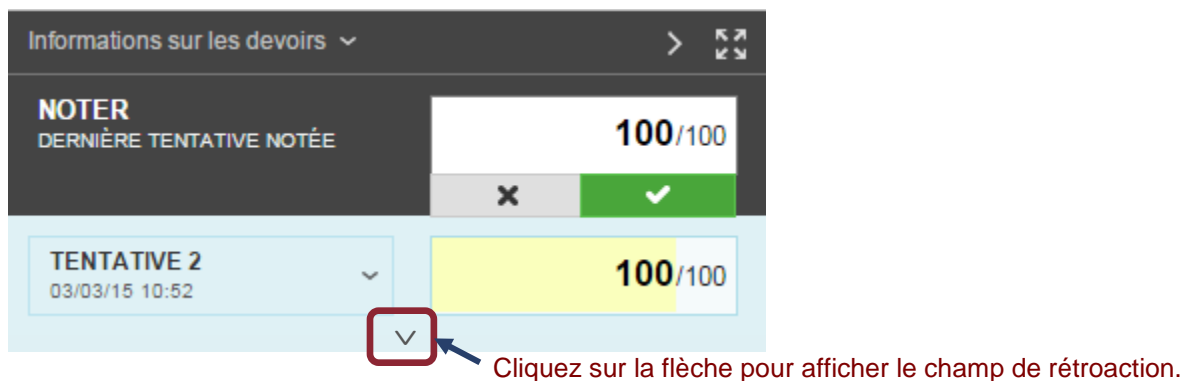 Informations sur les devoirs
NOTER
DERNIÈRE TENTATIVE NOTÉE
100/100
TENTATIVE 2
03/03/15 10:52
100/100
Cliquez sur la flèche pour afficher le champ de rétroaction.